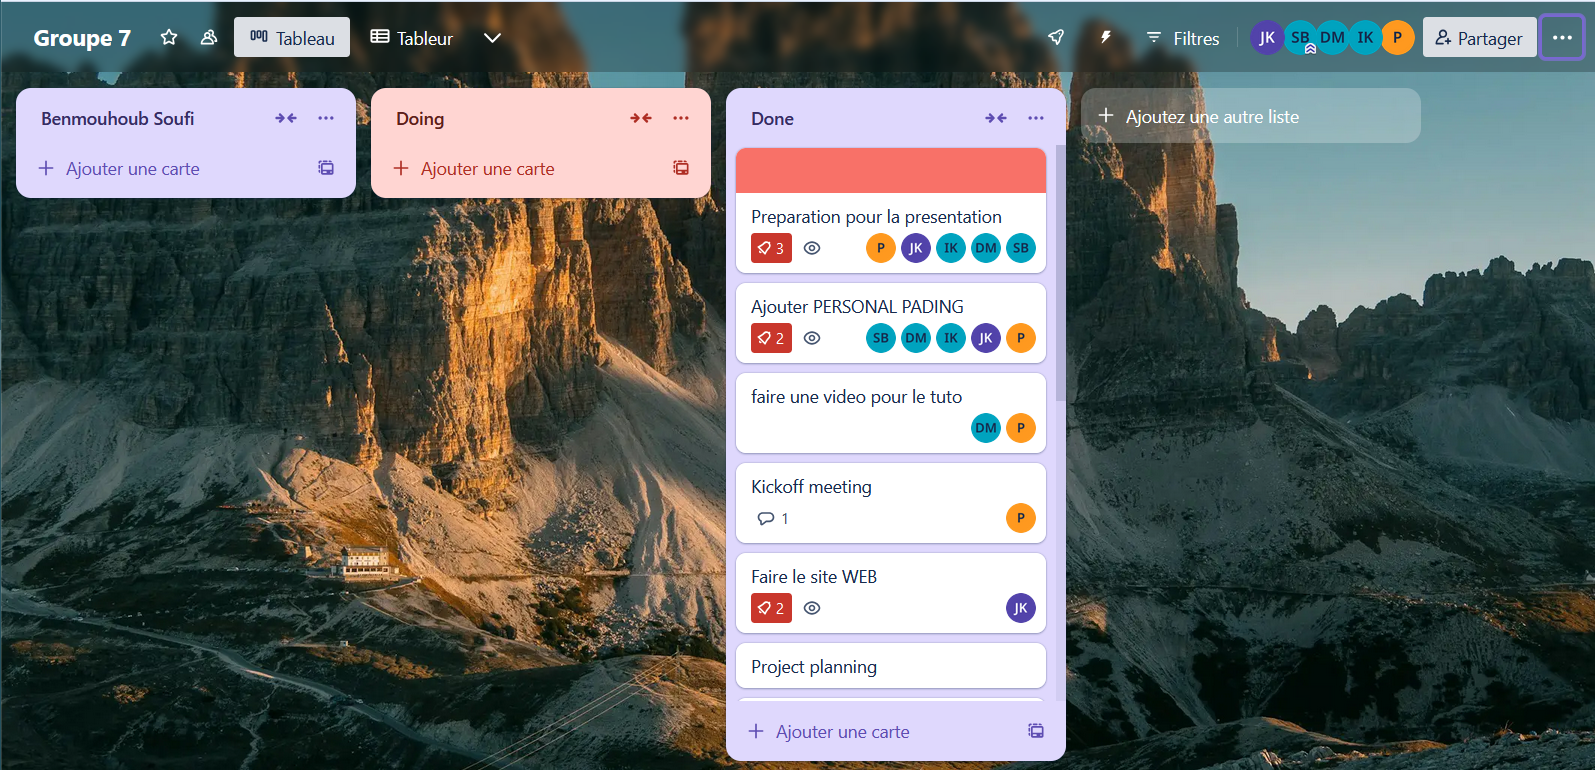 Groupe 7
Tableau
Tableur
Filtres
JK
SB
DM
IK
P
Partager
Benmouhoub Soufi
Ajouter une carte
Doing
Ajouter une carte
Done
Preparation pour la presentation
3
P
JK
IK
DM
SB
Ajouter PERSONAL PADING
2
SB
DM
IK
JK
P
faire une video pour le tuto
DM
P
Kickoff meeting
1
P
Faire le site WEB
2
JK
Project planning
Ajouter une carte
Ajoutez une autre liste